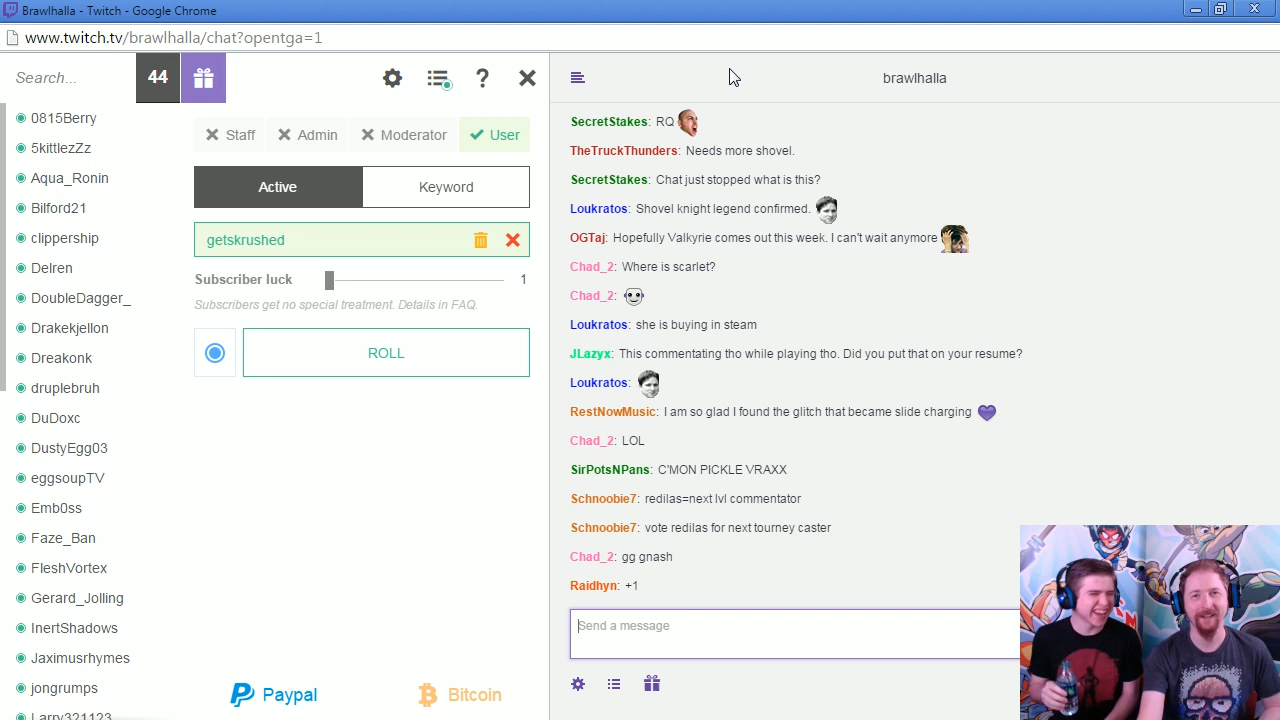 Brawlhalla - Twitch - Google Chrome
www.twitch.tv/brawlhalla/chat?opentga=1
Search...
44
brawlhalla
0815Berry
5kittlezZz
Aqua_Ronin
Bilford21
clippership
Delren
DoubleDagger_
Drakekjellon
Dreakonk
druplebruh
DuDoxc
DustyEgg03
eggsoupTV
Emb0ss
Faze_Ban
FleshVortex
Gerard_Jolling
InertShadows
Jaximusrhymes
jongrumps
Larry321123
Staff
Admin
Moderator
User
Active
Keyword
getskrushed
Subscriber luck
1
Subscribers get no special treatment. Details in FAQ.
ROLL
Paypal
Bitcoin
SecretStakes: RQ
TheTruckThunders: Needs more shovel.
SecretStakes: Chat just stopped what is this?
Loukratos: Shovel knight legend confirmed.
OGTaj: Hopefully Valkyrie comes out this week. I can't wait anymore
Chad_2: Where is scarlet?
Chad_2:
Loukratos: she is buying in steam
JLazyx: This commentating tho while playing tho. Did you put that on your resume?
Loukratos:
RestNowMusic: I am so glad I found the glitch that became slide charging
Chad_2: LOL
SirPotsNPans: C'MON PICKLE VRAXX
Schnoobie7: redilas=next lvl commentator
Schnoobie7: vote redilas for next tourney caster
Chad_2: gg gnash
Raidhyn: +1
Send a message